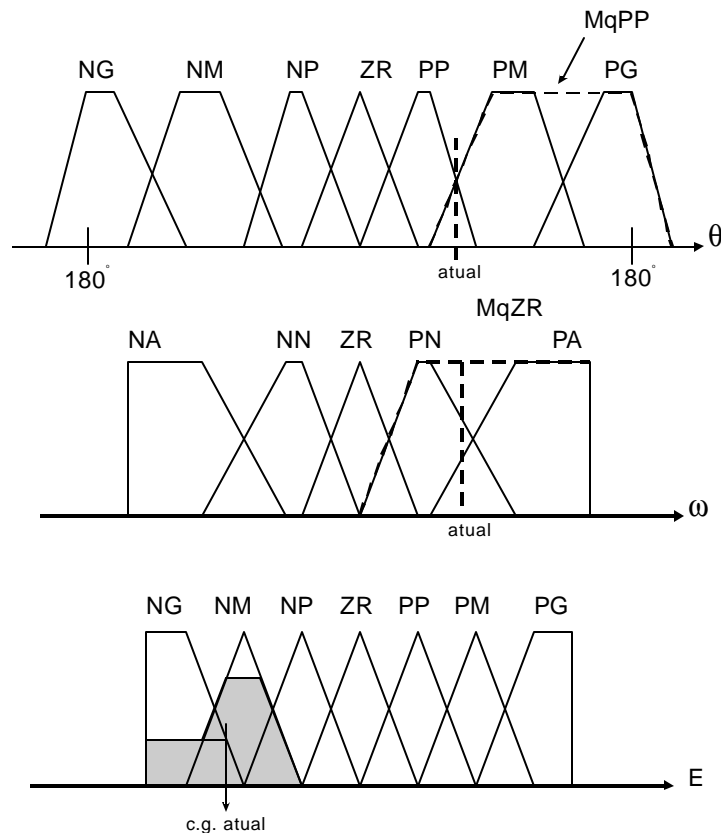 MqPP
NG NM NP ZR PP PM PG
θ
180° atual 180°
MqZR
NA NN ZR PN PA
ω
atual
NG NM NP ZR PP PM PG
E
c.g. atual